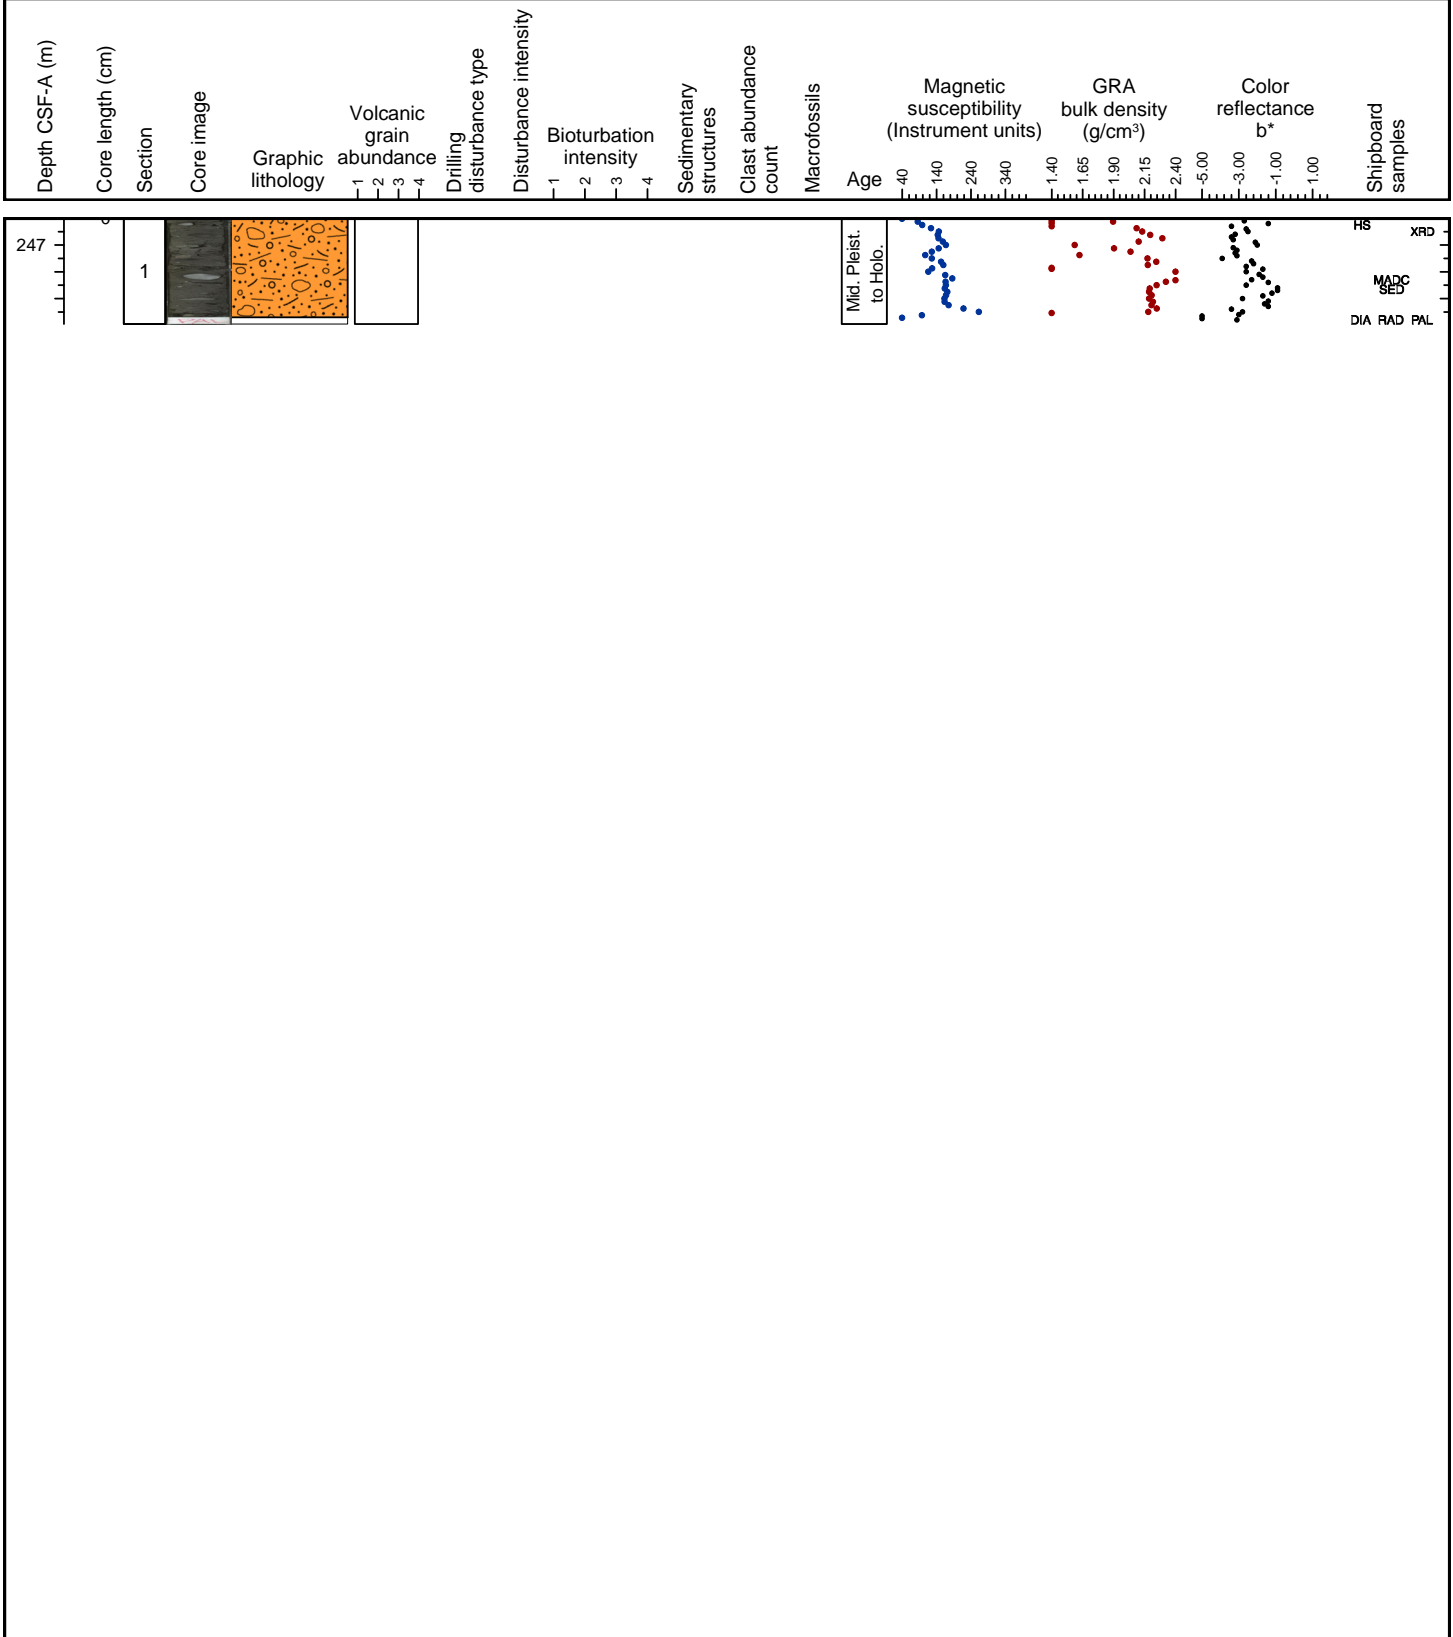 Depth CSF-A (m)
Core length (cm)
Section
Core image
Graphic
lithology
Volcanic
grain
abundance
1 2 3 4
Drilling
disturbance type
Disturbance intensity
Bioturbation
intensity
1 2 3 4
Sedimentary
structures
Clast abundance
count
Macrofossils
Age
Magnetic
susceptibility
(Instrument units)
40 140 240 340
GRA
bulk density
(g/cm³)
1.40 1.65 1.90 2.15 2.40
Color
reflectance
b*
-5.00 -3.00 -1.00 1.00
Shipboard
samples
247
0
1
Mid. Pleist.
to Holo.
HS
XRD
MADC
SED
DIA RAD PAL